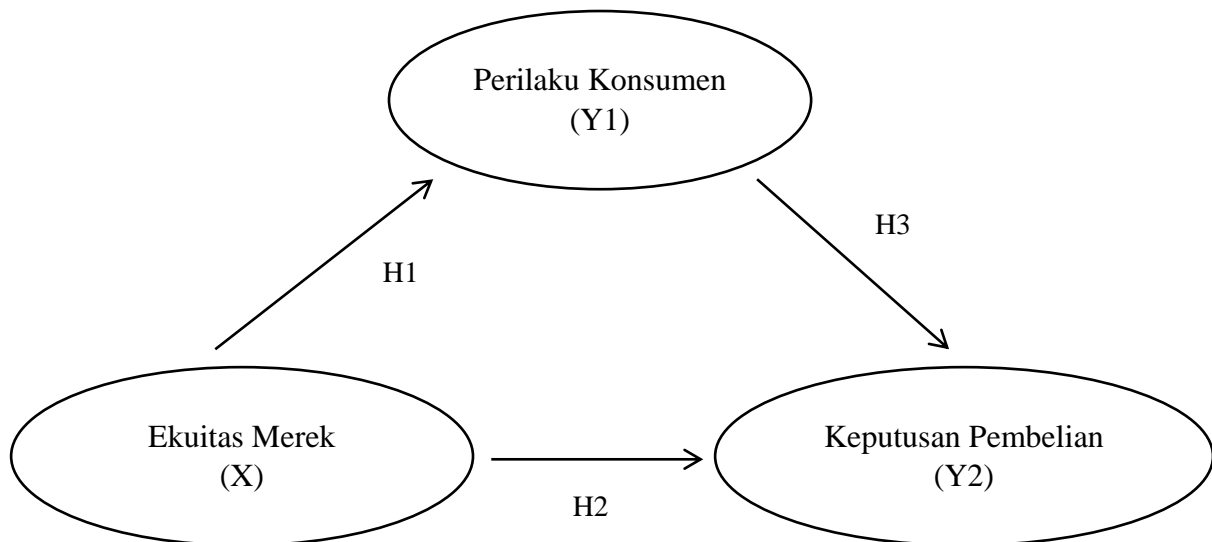 Perilaku Konsumen
(Y1)
H3
H1
Ekuitas Merek
(X)
Keputusan Pembelian
(Y2)
H2